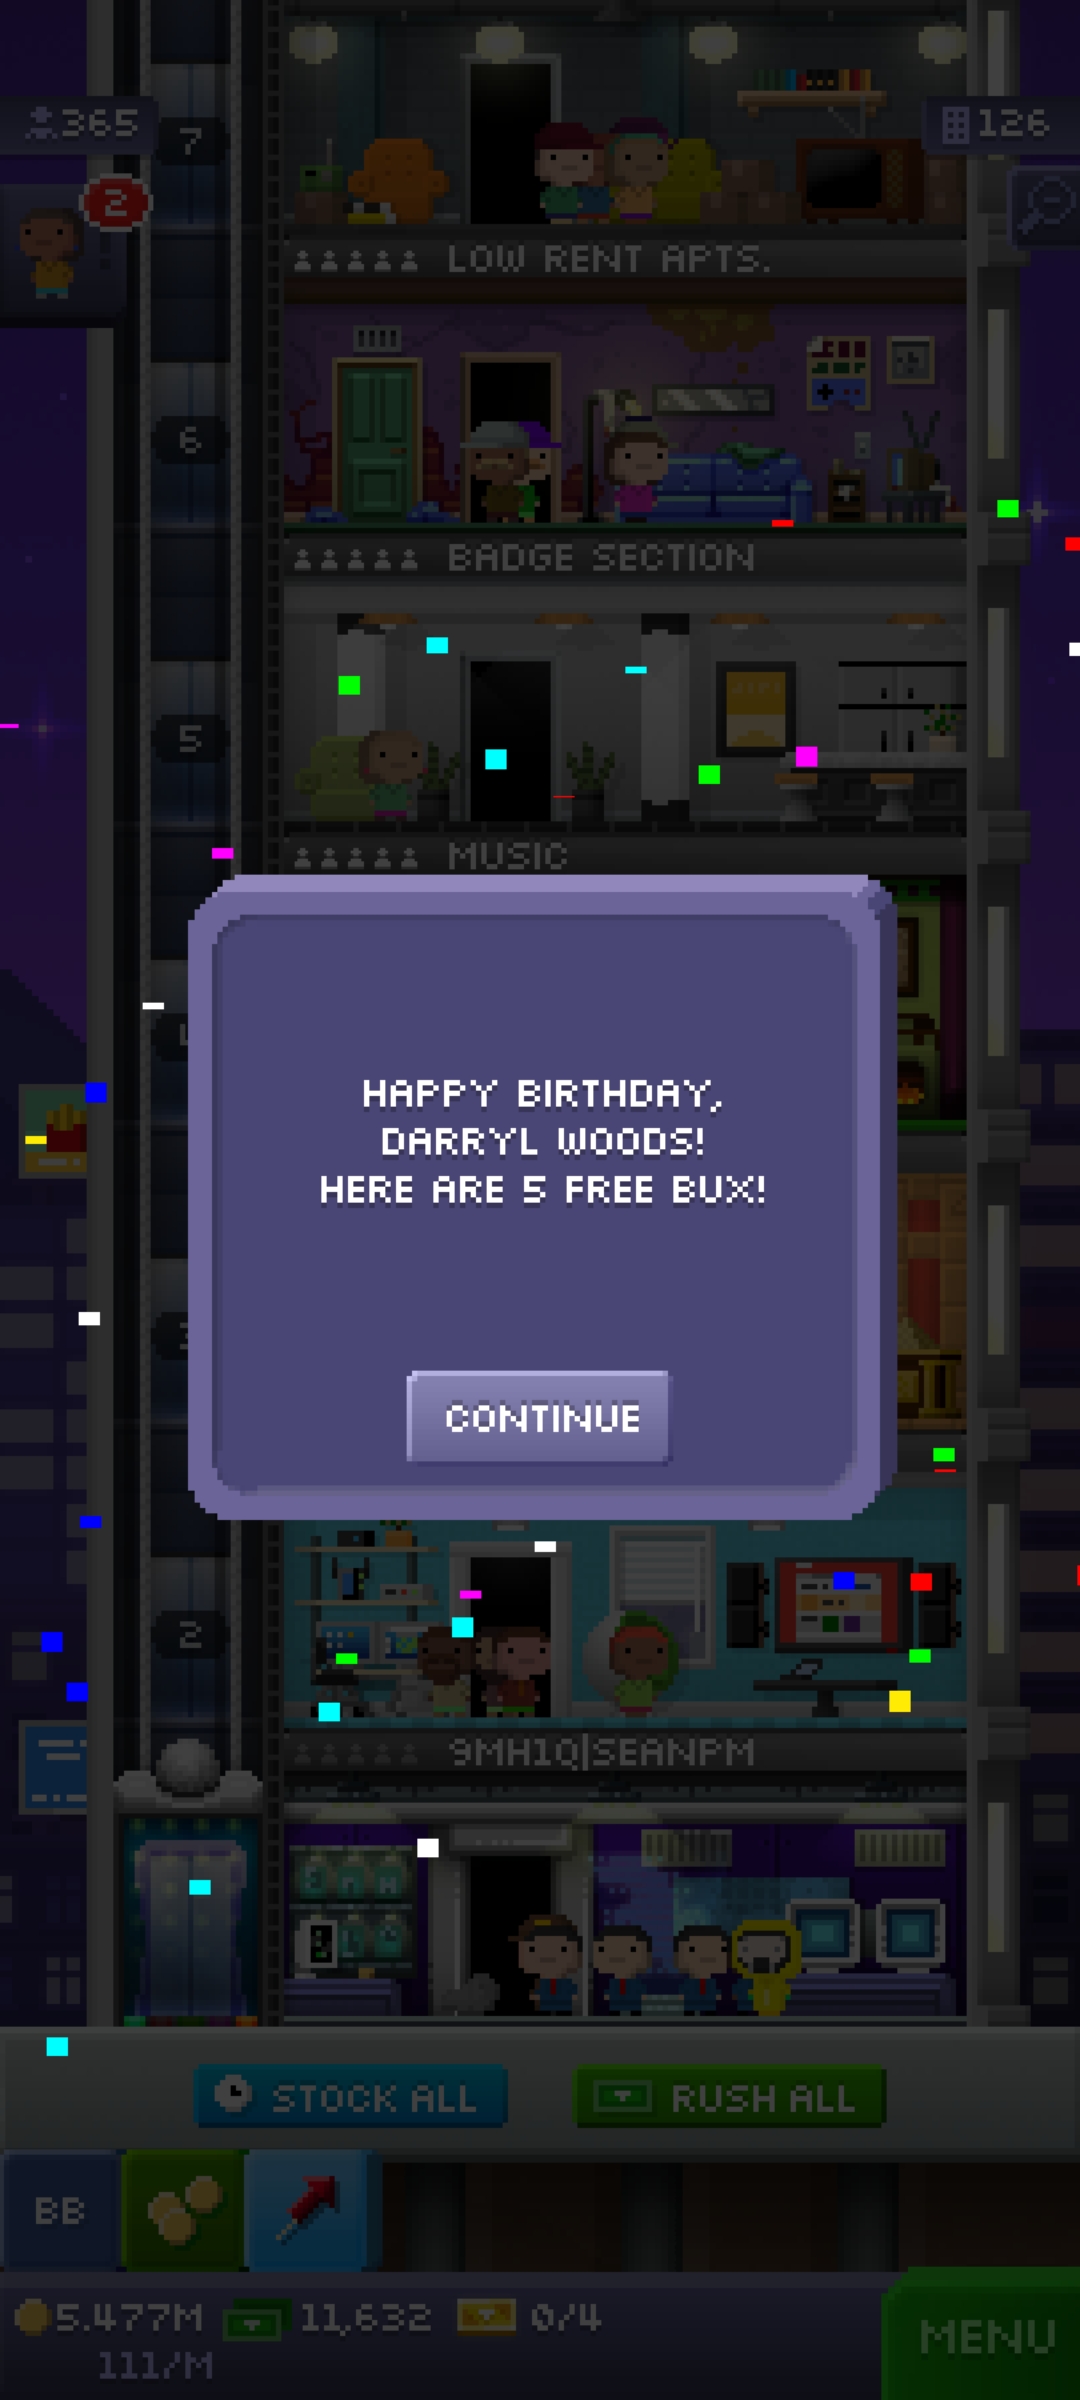 365
7
126
2
LOW RENT APTS.
6
BADGE SECTION
5
MUSIC
HAPPY BIRTHDAY,
DARRYL WOODS!
HERE ARE 5 FREE BUX!
CONTINUE
2
9MH1Q|SEANPM
STOCK ALL
RUSH ALL
BB
5.477M
11,632
0/4
MENU
111/M